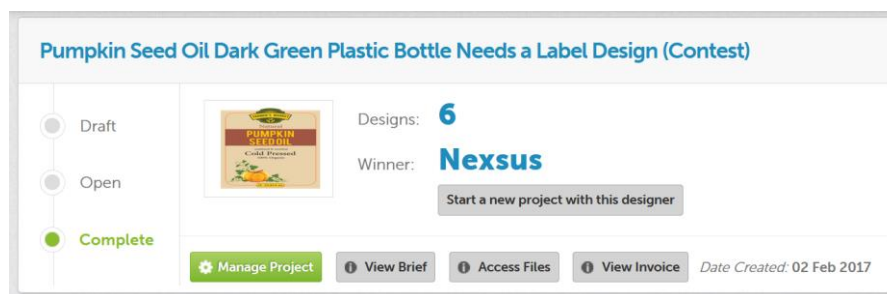 Pumpkin Seed Oil Dark Green Plastic Bottle Needs a Label Design (Contest)
Draft
Open
Complete
PUMPKIN
SEED OIL
Cold Pressed
Designs: 6
Winner: Nexsus
Start a new project with this designer
Manage Project
View Brief
Access Files
View Invoice
Date Created: 02 Feb 2017